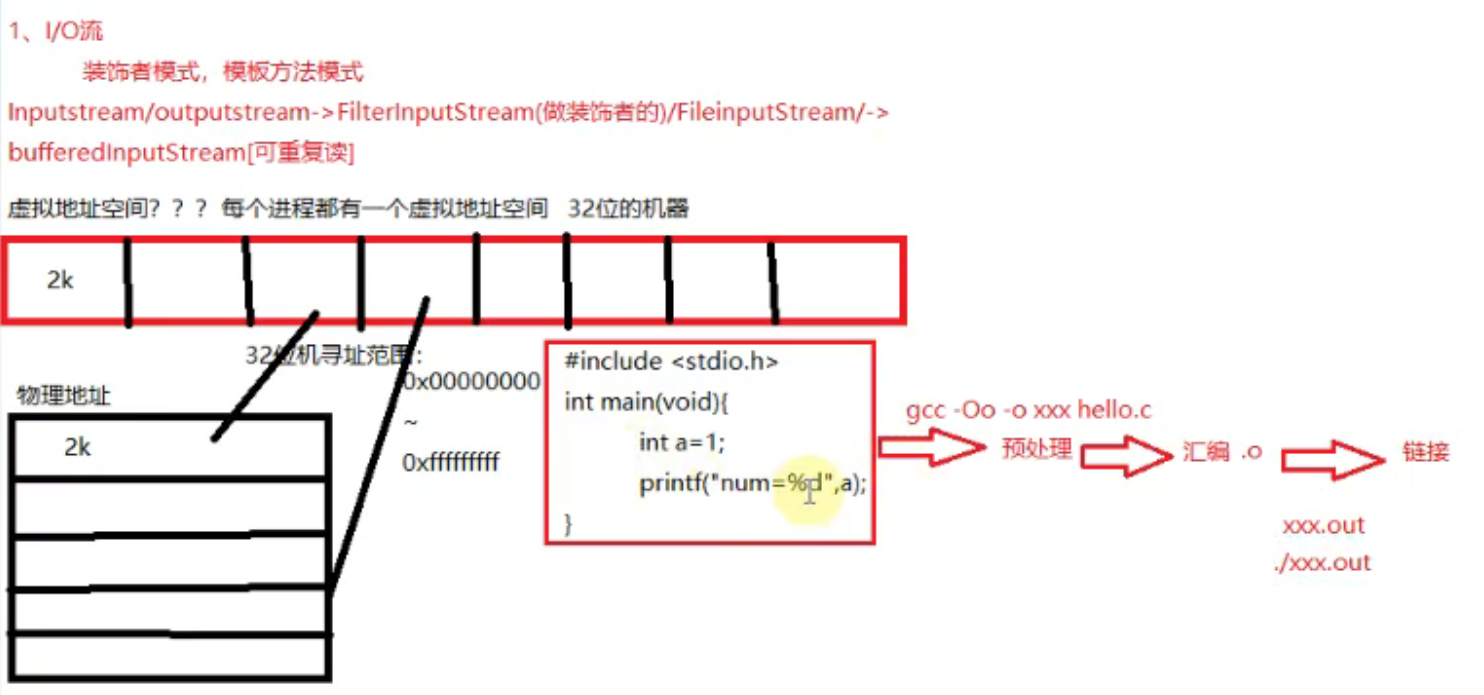 1、I/O流
装饰者模式，模板方法模式
Inputstream/outputstream->FilterInputStream(做装饰者的)/FileinputStream/->
bufferedInputStream[可重复读]
虚拟地址空间？？？每个进程都有一个虚拟地址空间 32位的机器
2k
32位机寻址范围：
0x00000000
~
0xfffffffff
物理地址
2k
#include <stdio.h>
int main(void){
int a=1;
printf("num=%d",a);
}
gcc -Oo -o xxx hello.c
预处理
汇编 .o
链接
xxx.out
./xxx.out